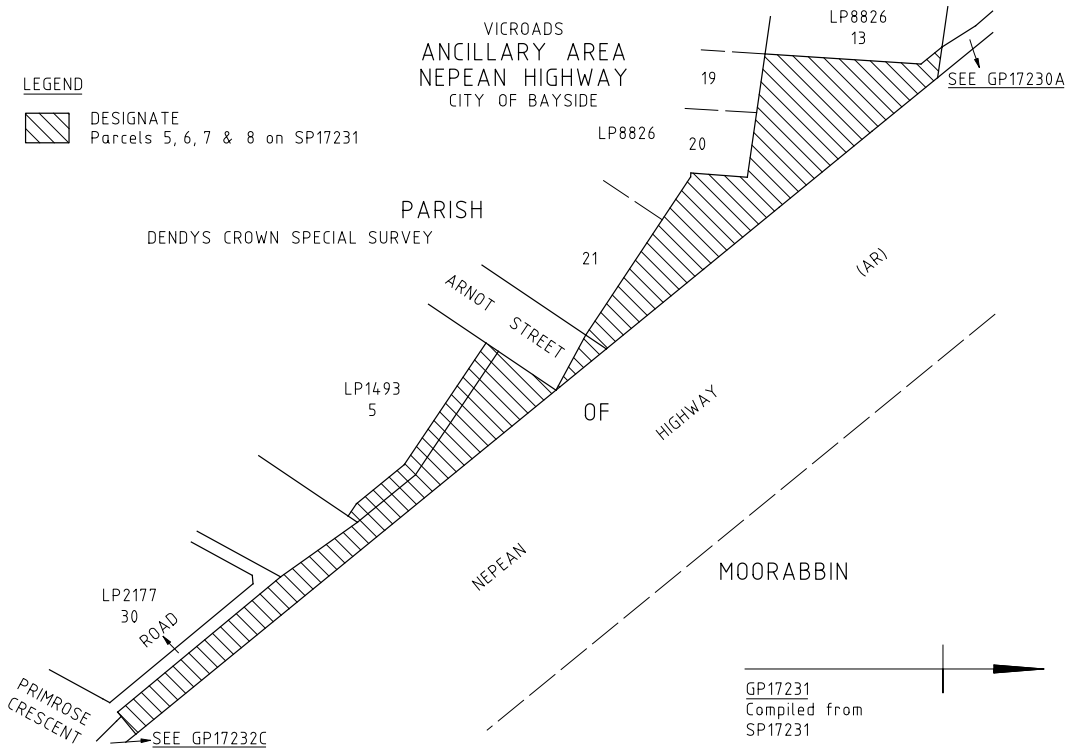 VICROADS
ANCILLARY AREA
NEPEAN HIGHWAY
CITY OF BAYSIDE
LP8826
13
SEE GP17230A
LEGEND
DESIGNATE
Parcels 5, 6, 7 & 8 on SP17231
19
LP8826
20
PARISH
DENDYS CROWN SPECIAL SURVEY
21
(AR)
ARNOT STREET
LP1493
5
OF
HIGHWAY
NEPEAN
MOORABBIN
LP2177
30
ROAD
PRIMROSE
CRESCENT
SEE GP17232C
GP17231
Compiled from
SP17231